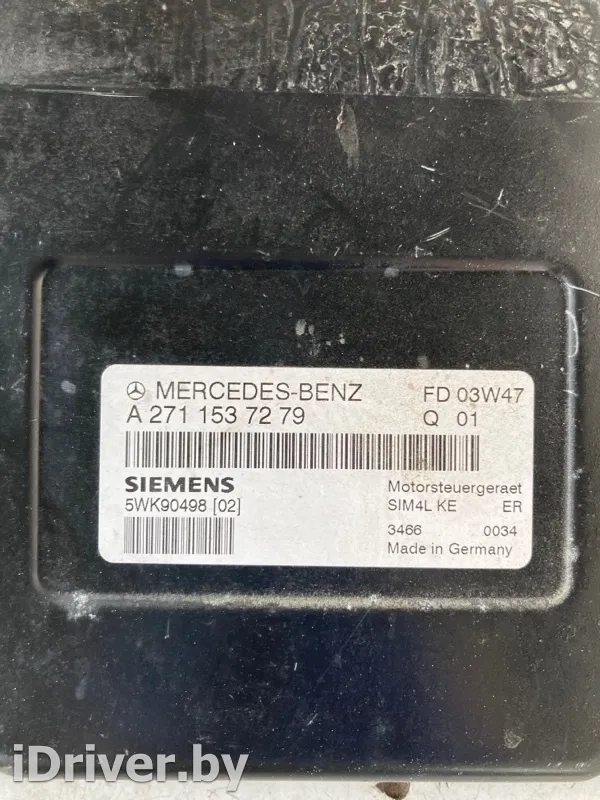 MERCEDES-BENZ FD 03W47
A 271 153 72 79 Q 01
SIEMENS Motorsteuergeraet
5WK90498 [02] SIM4L KE ER
3466 0034
Made in Germany
iDriver.by